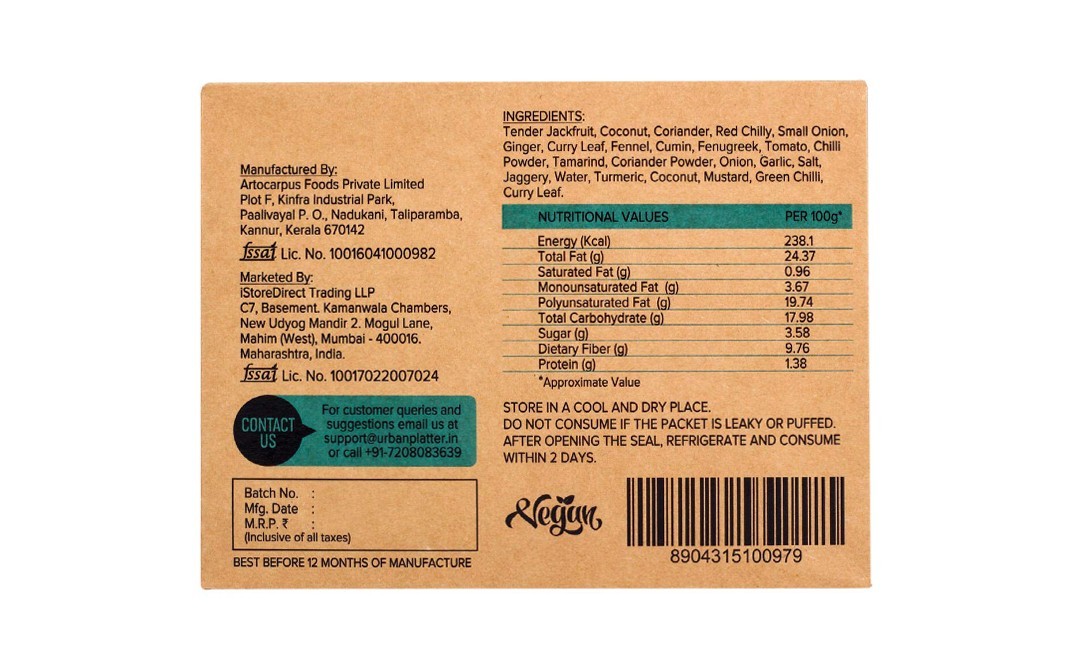 Manufactured By:
Artocarpus Foods Private Limited
Plot F, Kinfra Industrial Park,
Paalivayal P. O., Nadukani, Taliparamba,
Kannur, Kerala 670142
fssai Lic. No. 10016041000982
Marketed By:
iStoreDirect Trading LLP
C7, Basement. Kamanwala Chambers,
New Udyog Mandir 2. Mogul Lane,
Mahim (West), Mumbai - 400016.
Maharashtra, India.
fssai Lic. No. 10017022007024
CONTACT
US
For customer queries and
suggestions email us at
support@urbanplatter.in
or call +91-7208083639
Batch No. :
Mfg. Date :
M.R.P. ₹ :
(Inclusive of all taxes)
BEST BEFORE 12 MONTHS OF MANUFACTURE
INGREDIENTS:
Tender Jackfruit, Coconut, Coriander, Red Chilly, Small Onion,
Ginger, Curry Leaf, Fennel, Cumin, Fenugreek, Tomato, Chilli
Powder, Tamarind, Coriander Powder, Onion, Garlic, Salt,
Jaggery, Water, Turmeric, Coconut, Mustard, Green Chilli,
Curry Leaf.
NUTRITIONAL VALUES PER 100g*
Energy (Kcal) 238.1
Total Fat (g) 24.37
Saturated Fat (g) 0.96
Monounsaturated Fat (g) 3.67
Polyunsaturated Fat (g) 19.74
Total Carbohydrate (g) 17.98
Sugar (g) 3.58
Dietary Fiber (g) 9.76
Protein (g) 1.38
*Approximate Value
STORE IN A COOL AND DRY PLACE.
DO NOT CONSUME IF THE PACKET IS LEAKY OR PUFFED.
AFTER OPENING THE SEAL, REFRIGERATE AND CONSUME
WITHIN 2 DAYS.
Vegan
8904315100979